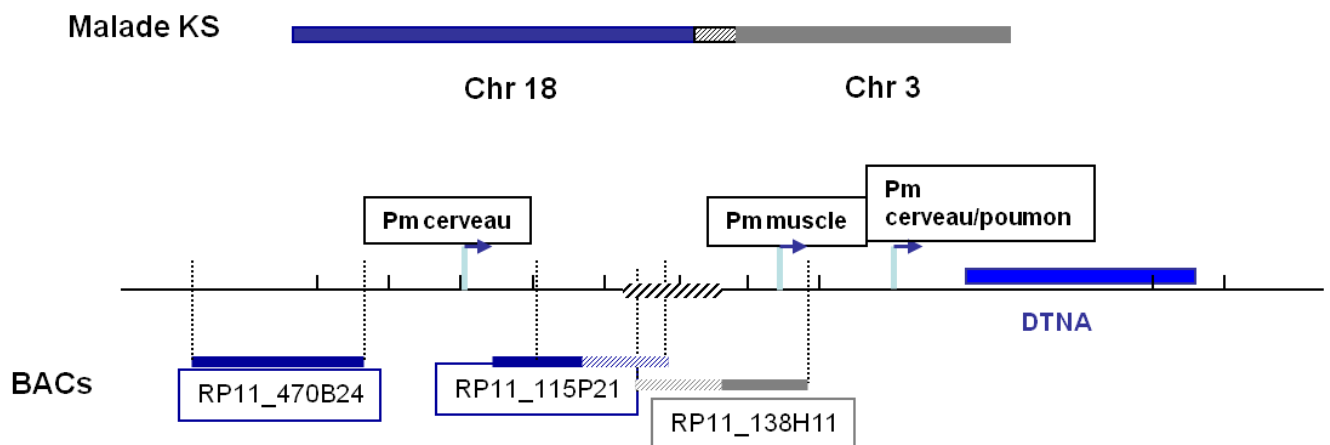 Malade KS
Chr 18
Chr 3
Pm cerveau
Pm muscle
Pm
cerveau/poumon
DTNA
BACs
RP11_470B24
RP11_115P21
RP11_138H11